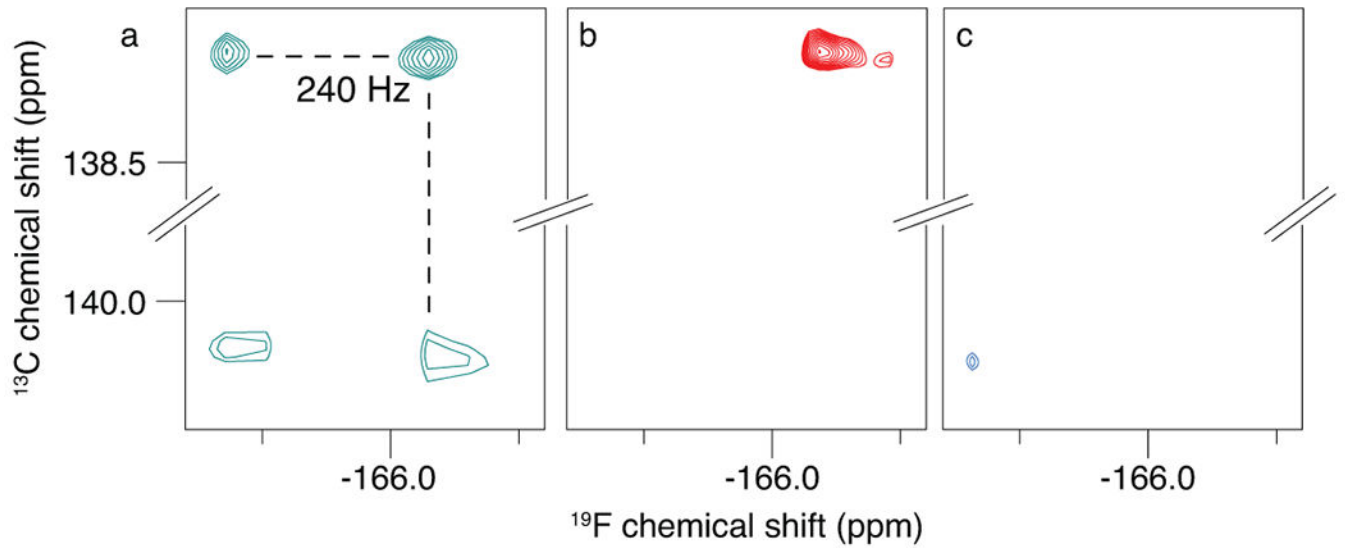 a
b
c
240 Hz
138.5
140.0
¹³C chemical shift (ppm)
-166.0
-166.0
-166.0
¹⁹F chemical shift (ppm)